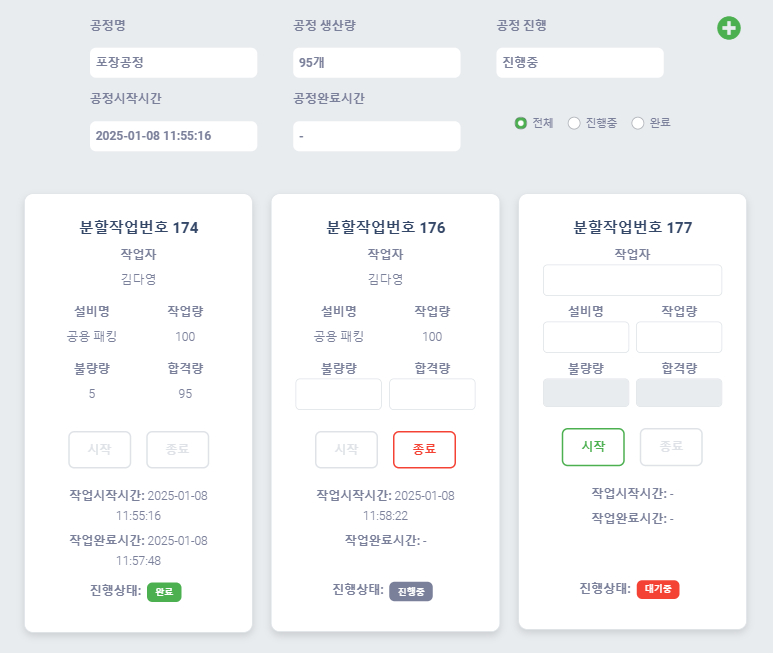 공정명 공정 생산량 공정 진행
포장공정 95개 진행중
공정시작시간 공정완료시간
2025-01-08 11:55:16 -
전체 진행중 완료
분할작업번호 174
작업자
김다영
설비명 작업량
공용 패킹 100
불량량 합격량
5 95
시작 종료
작업시작시간: 2025-01-08
11:55:16
작업완료시간: 2025-01-08
11:57:48
진행상태: 완료
분할작업번호 176
작업자
김다영
설비명 작업량
공용 패킹 100
불량량 합격량
시작 종료
작업시작시간: 2025-01-08
11:58:22
작업완료시간: -
진행상태: 진행중
분할작업번호 177
작업자
설비명 작업량
불량량 합격량
시작 종료
작업시작시간: -
작업완료시간: -
진행상태: 대기중